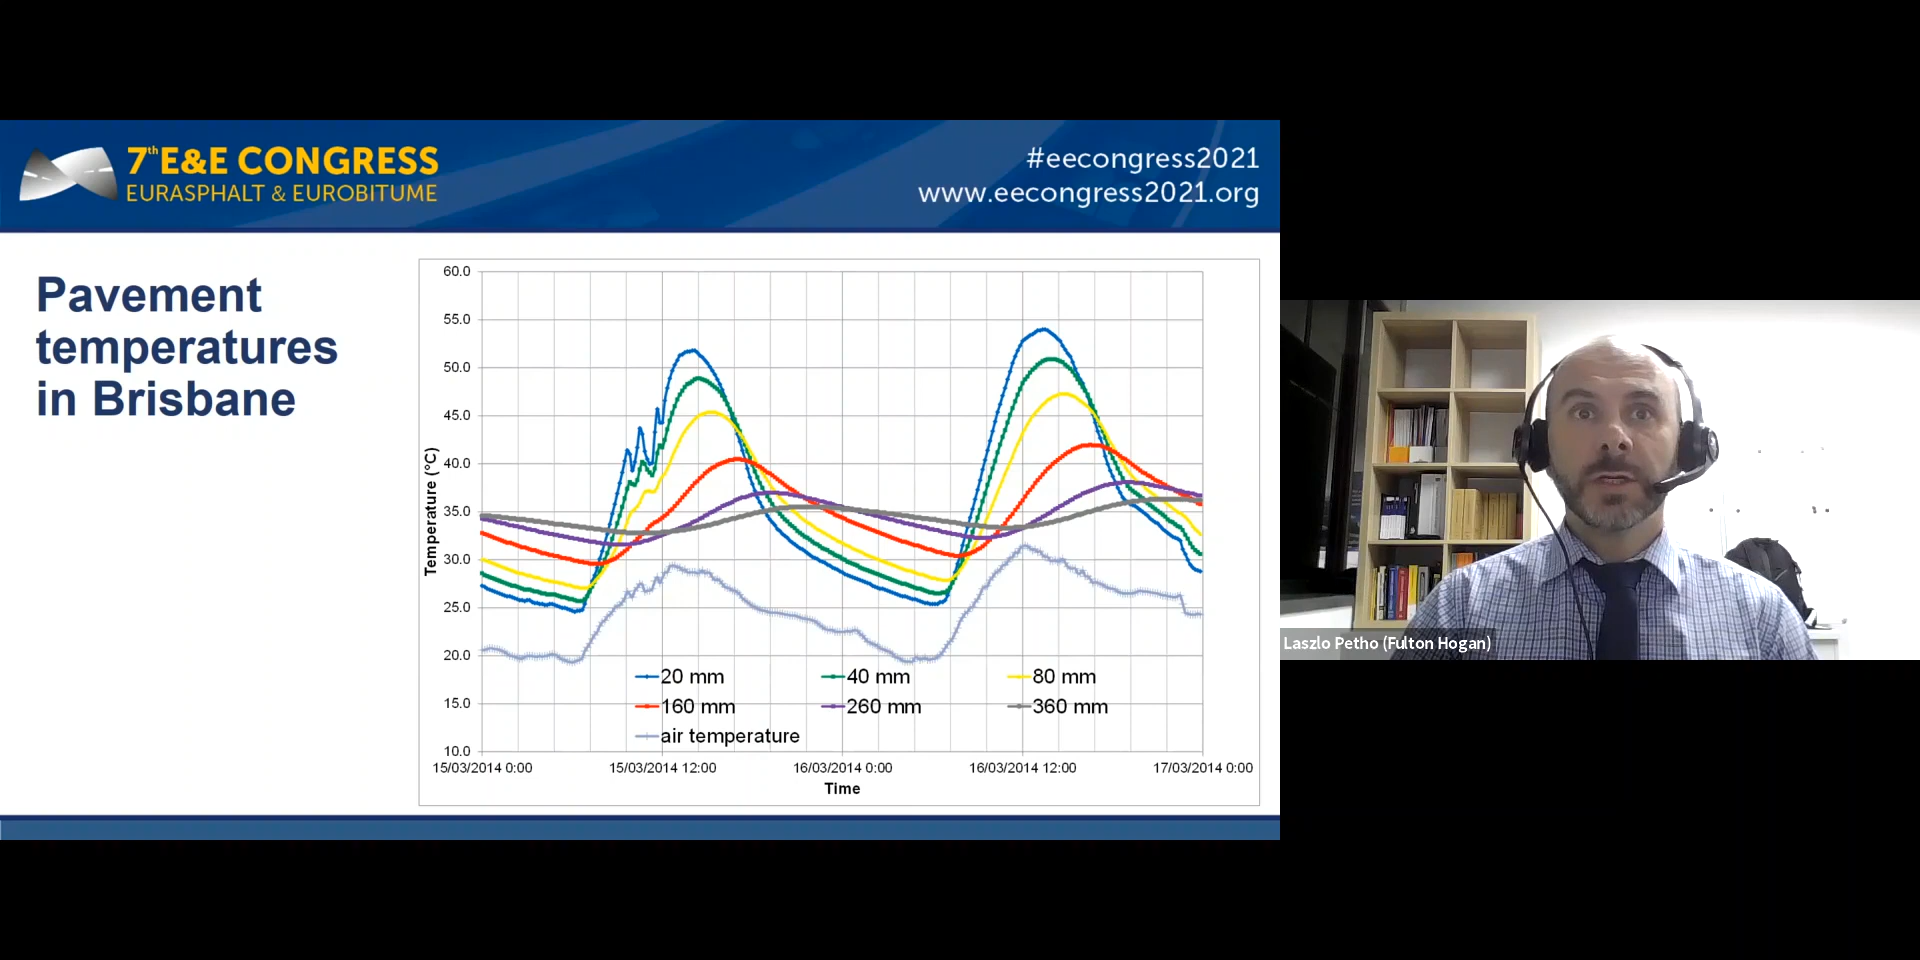 7th E&E CONGRESS
EURASPHALT & EUROBITUME
#eecongress2021
www.eecongress2021.org
Pavement
temperatures
in Brisbane
60.0
55.0
50.0
45.0
40.0
35.0
30.0
25.0
20.0
15.0
10.0
Temperature (°C)
20 mm
40 mm
80 mm
160 mm
260 mm
360 mm
air temperature
15/03/2014 0:00
15/03/2014 12:00
16/03/2014 0:00
16/03/2014 12:00
17/03/2014 0:00
Time
Laszlo Petho (Fulton Hogan)